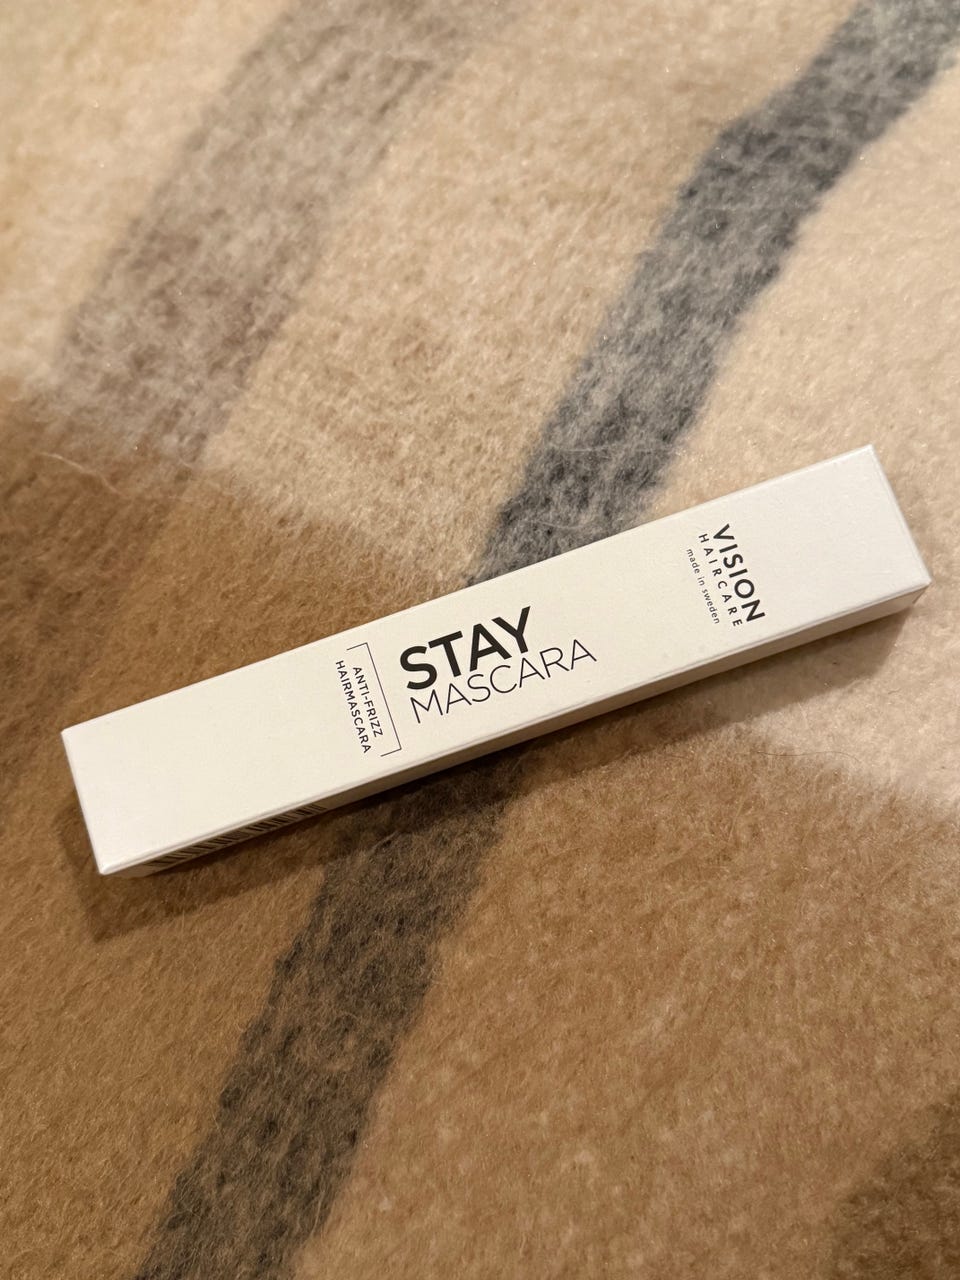 VISION
HAIRCARE
made in sweden
STAY
MASCARA
ANTI-FRIZZ
HAIRMASCARA